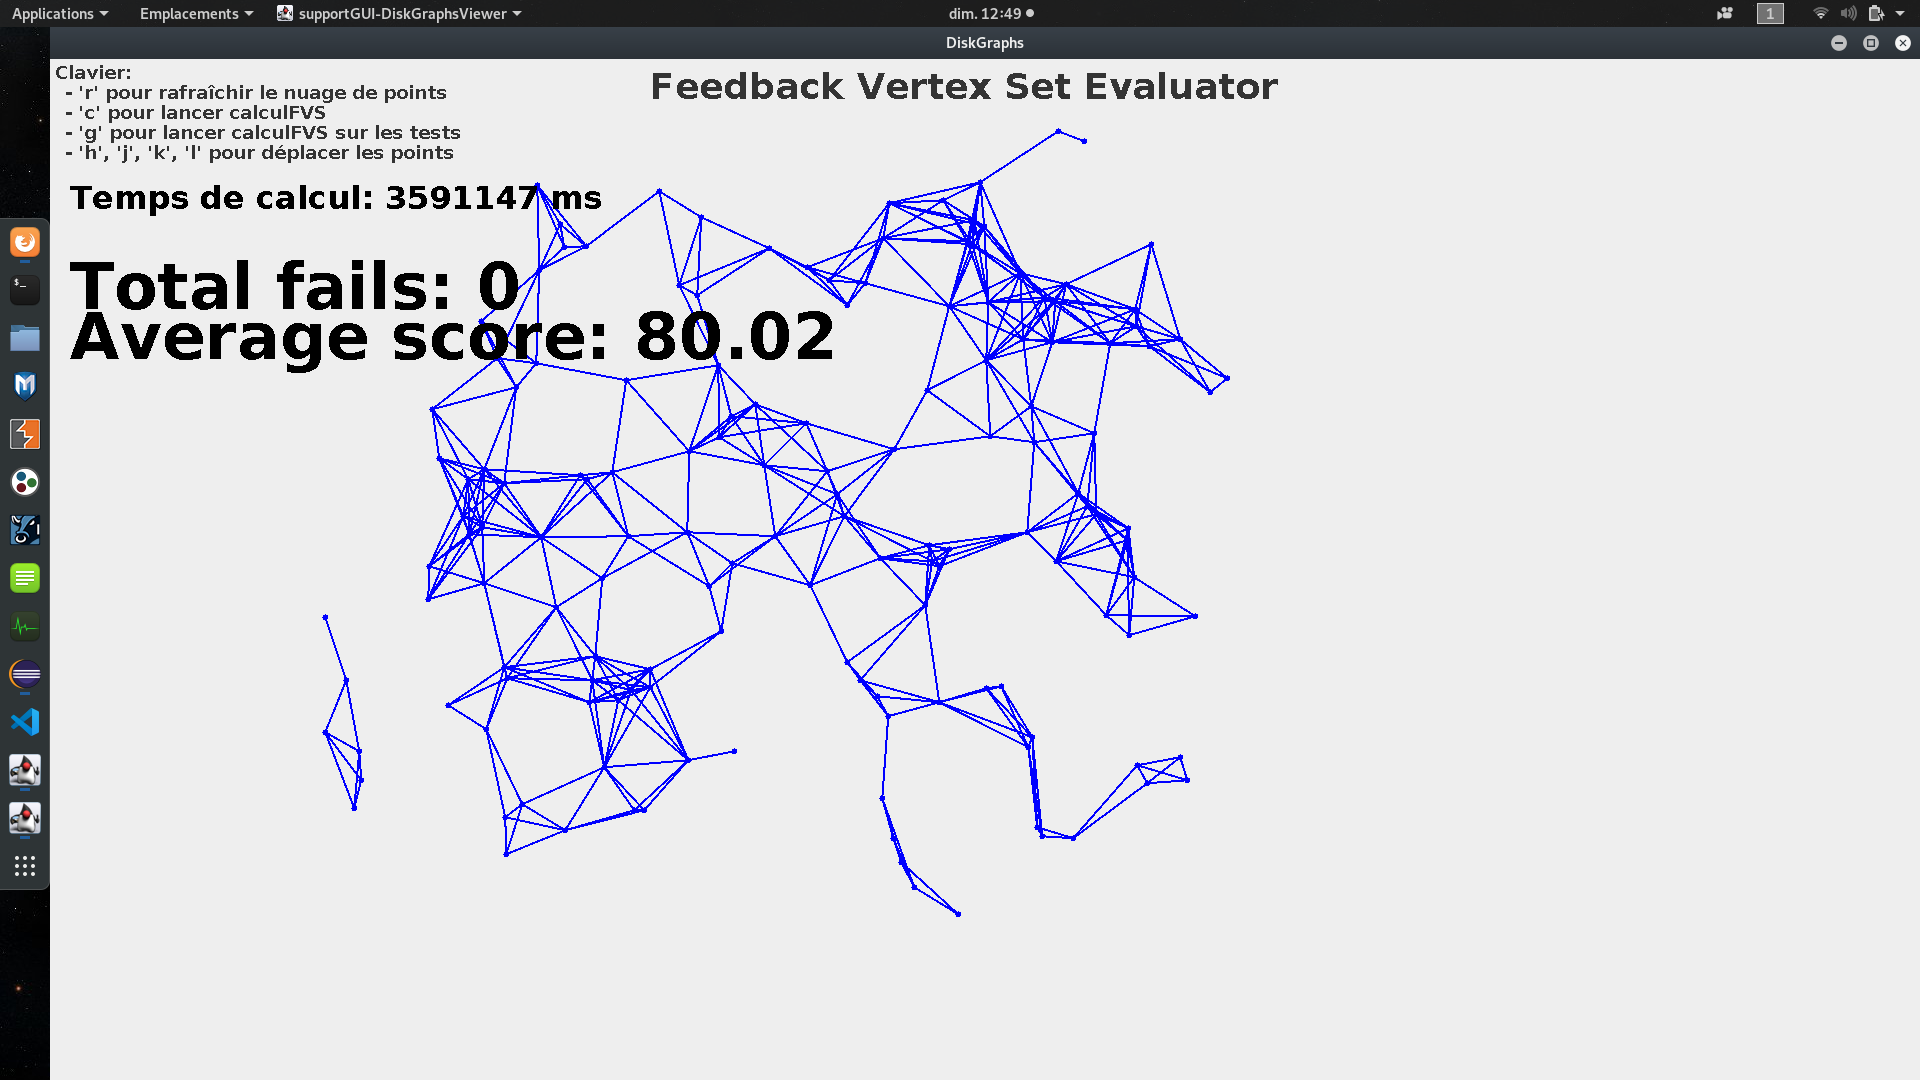 Applications Emplacements supportGUI-DiskGraphsViewer dim. 12:49 1
DiskGraphs
Clavier:
- 'r' pour rafraîchir le nuage de points
- 'c' pour lancer calculFVS
- 'g' pour lancer calculFVS sur les tests
- 'h', 'j', 'k', 'l' pour déplacer les points
Feedback Vertex Set Evaluator
Temps de calcul: 3591147 ms
Total fails: 0
Average score: 80.02